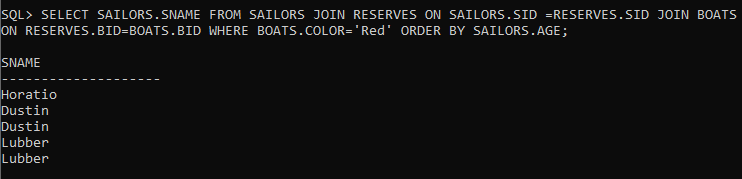 SQL> SELECT SAILORS.SNAME FROM SAILORS JOIN RESERVES ON SAILORS.SID =RESERVES.SID JOIN BOATS
ON RESERVES.BID=BOATS.BID WHERE BOATS.COLOR='Red' ORDER BY SAILORS.AGE;
SNAME
--------------------
Horatio
Dustin
Dustin
Lubber
Lubber